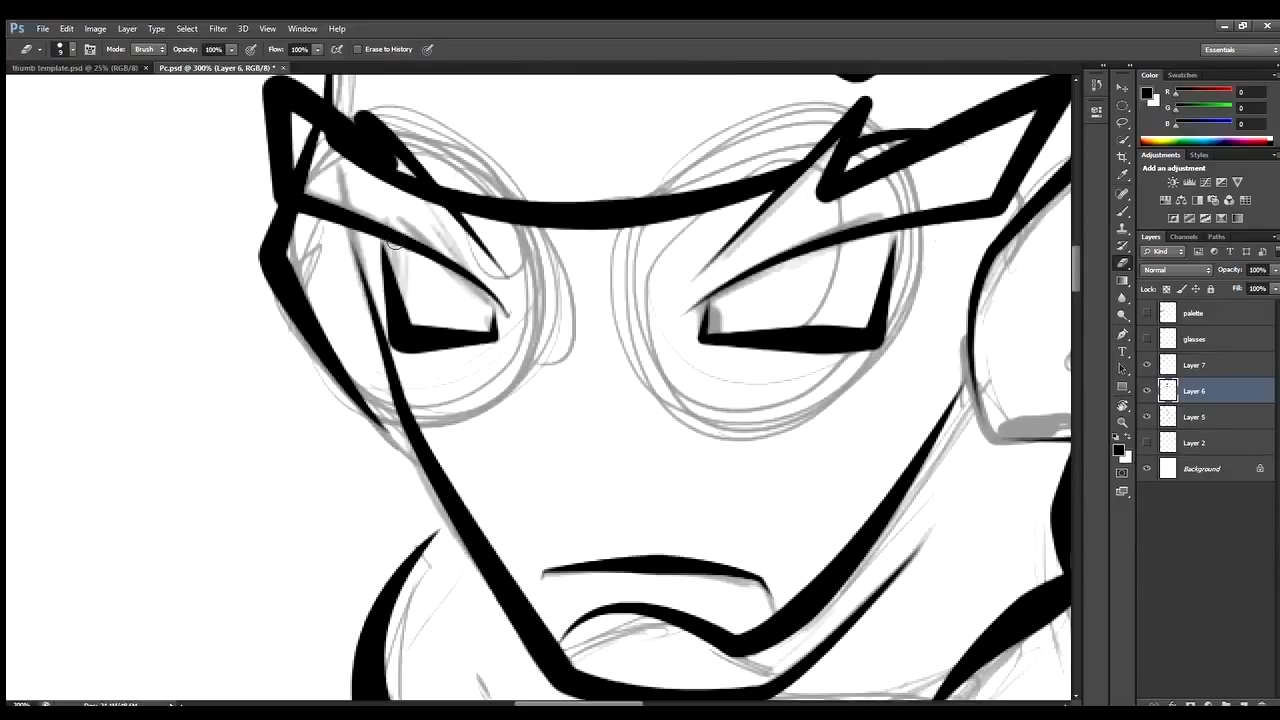 Ps File Edit Image Layer Type Select Filter 3D View Window Help
9 Mode: Brush Opacity: 100% Flow: 100% Erase to History Essentials
thumb template.psd @ 25% (RGB/8) × Pc.psd @ 300% (Layer 6, RGB/8) * ×
Color Swatches
R 0
G 0
B 0
Adjustments Styles
Add an adjustment
Layers Channels Paths
Kind
Normal Opacity: 100%
Lock: Fill: 100%
palette
glasses
Layer 7
Layer 6
Layer 5
Layer 2
Background